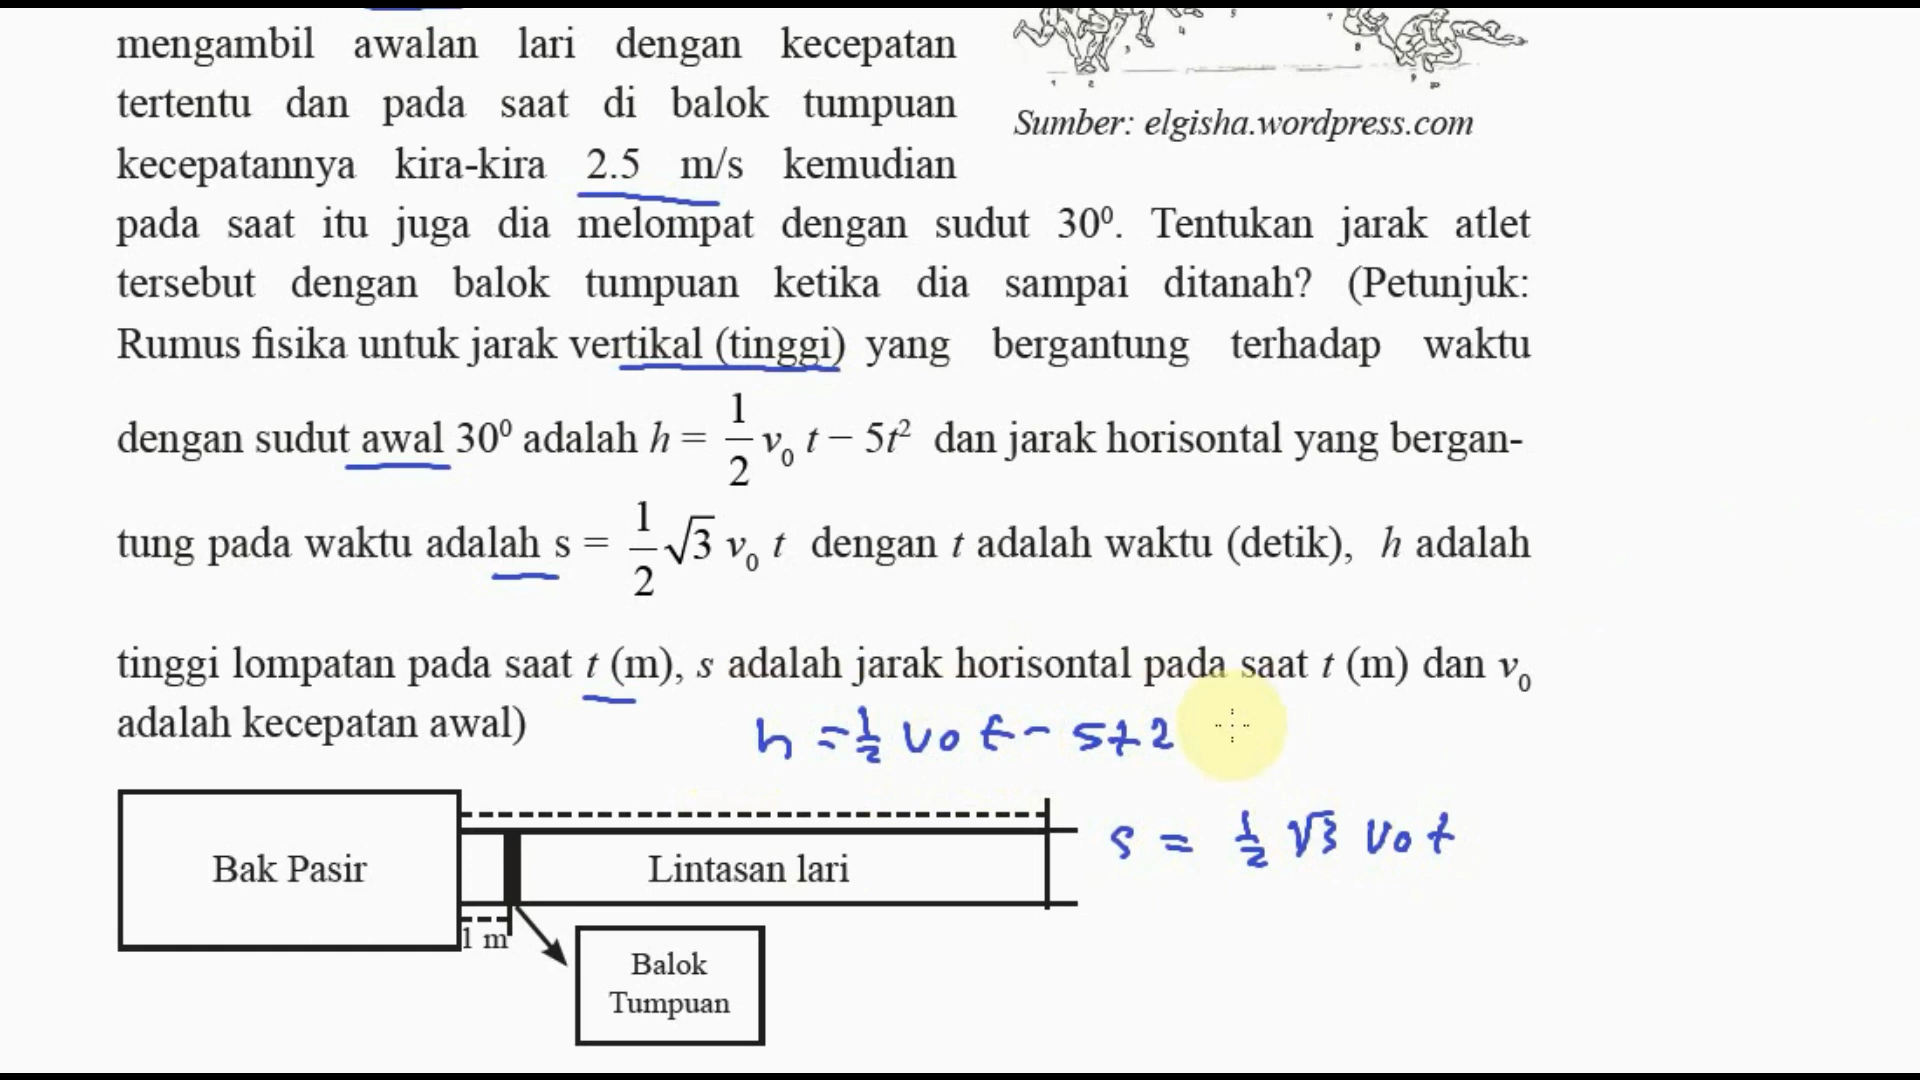 mengambil awalan lari dengan kecepatan
tertentu dan pada saat di balok tumpuan
kecepatannya kira-kira 2.5 m/s kemudian
Sumber: elgisha.wordpress.com
pada saat itu juga dia melompat dengan sudut 30⁰. Tentukan jarak atlet
tersebut dengan balok tumpuan ketika dia sampai ditanah? (Petunjuk:
Rumus fisika untuk jarak vertikal (tinggi) yang bergantung terhadap waktu
dengan sudut awal 30⁰ adalah h = 1/2 v₀ t − 5t² dan jarak horisontal yang bergan-
tung pada waktu adalah s = 1/2 √3 v₀ t dengan t adalah waktu (detik), h adalah
tinggi lompatan pada saat t (m), s adalah jarak horisontal pada saat t (m) dan v₀
adalah kecepatan awal)
h = 1/2 v0 t - 5t2
s = 1/2 √3 v0 t
Bak Pasir
Lintasan lari
1 m
Balok
Tumpuan